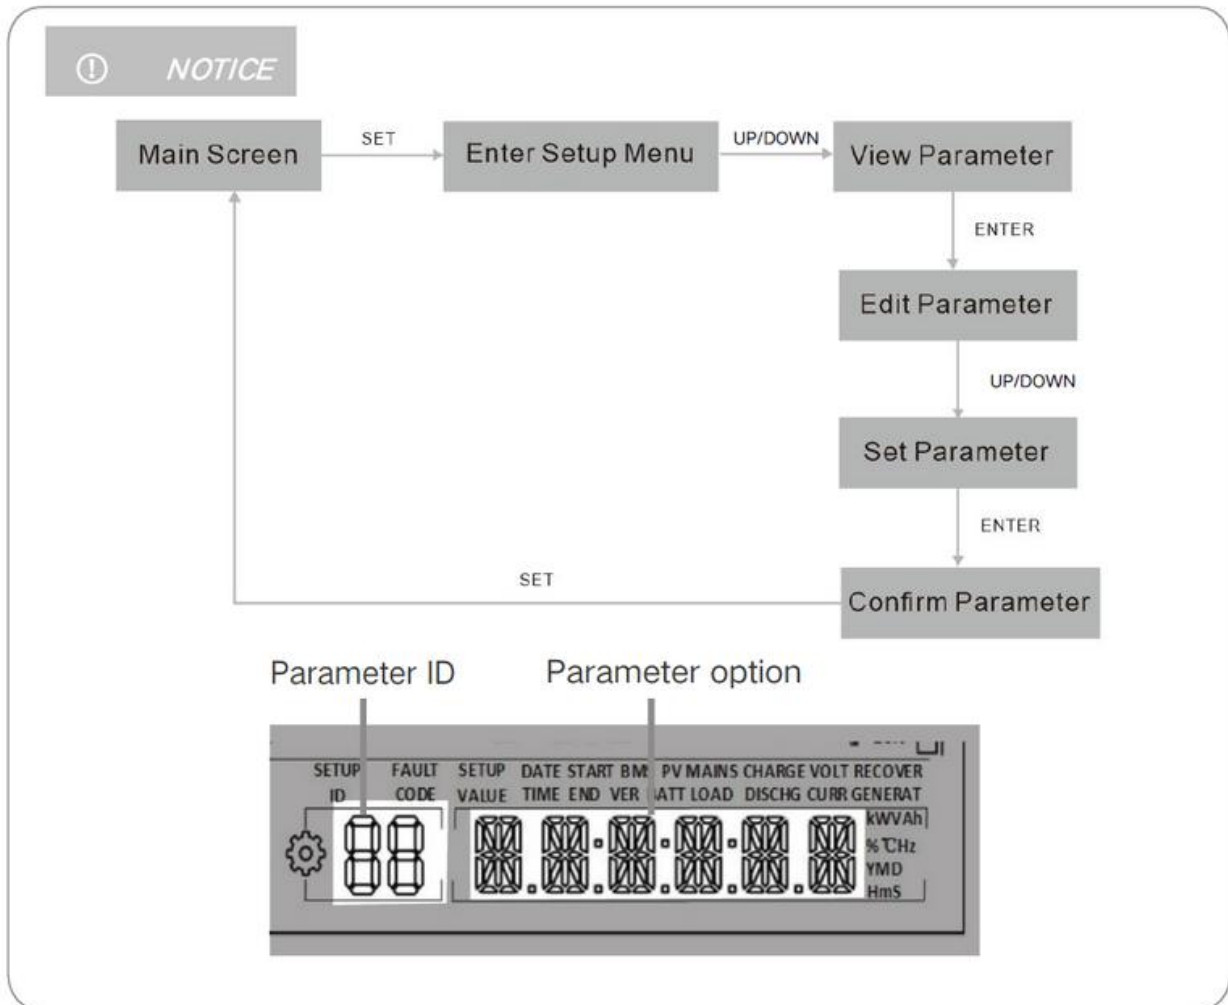 ! NOTICE
Main Screen
SET
Enter Setup Menu
UP/DOWN
View Parameter
ENTER
Edit Parameter
UP/DOWN
Set Parameter
ENTER
Confirm Parameter
SET
Parameter ID
Parameter option
SETUP FAULT SETUP DATE START BMS PV MAINS CHARGE VOLT RECOVER
ID CODE VALUE TIME END VER BATT LOAD DISCHG CURR GENERAT
kWVAh
% ℃Hz
YMD
HmS